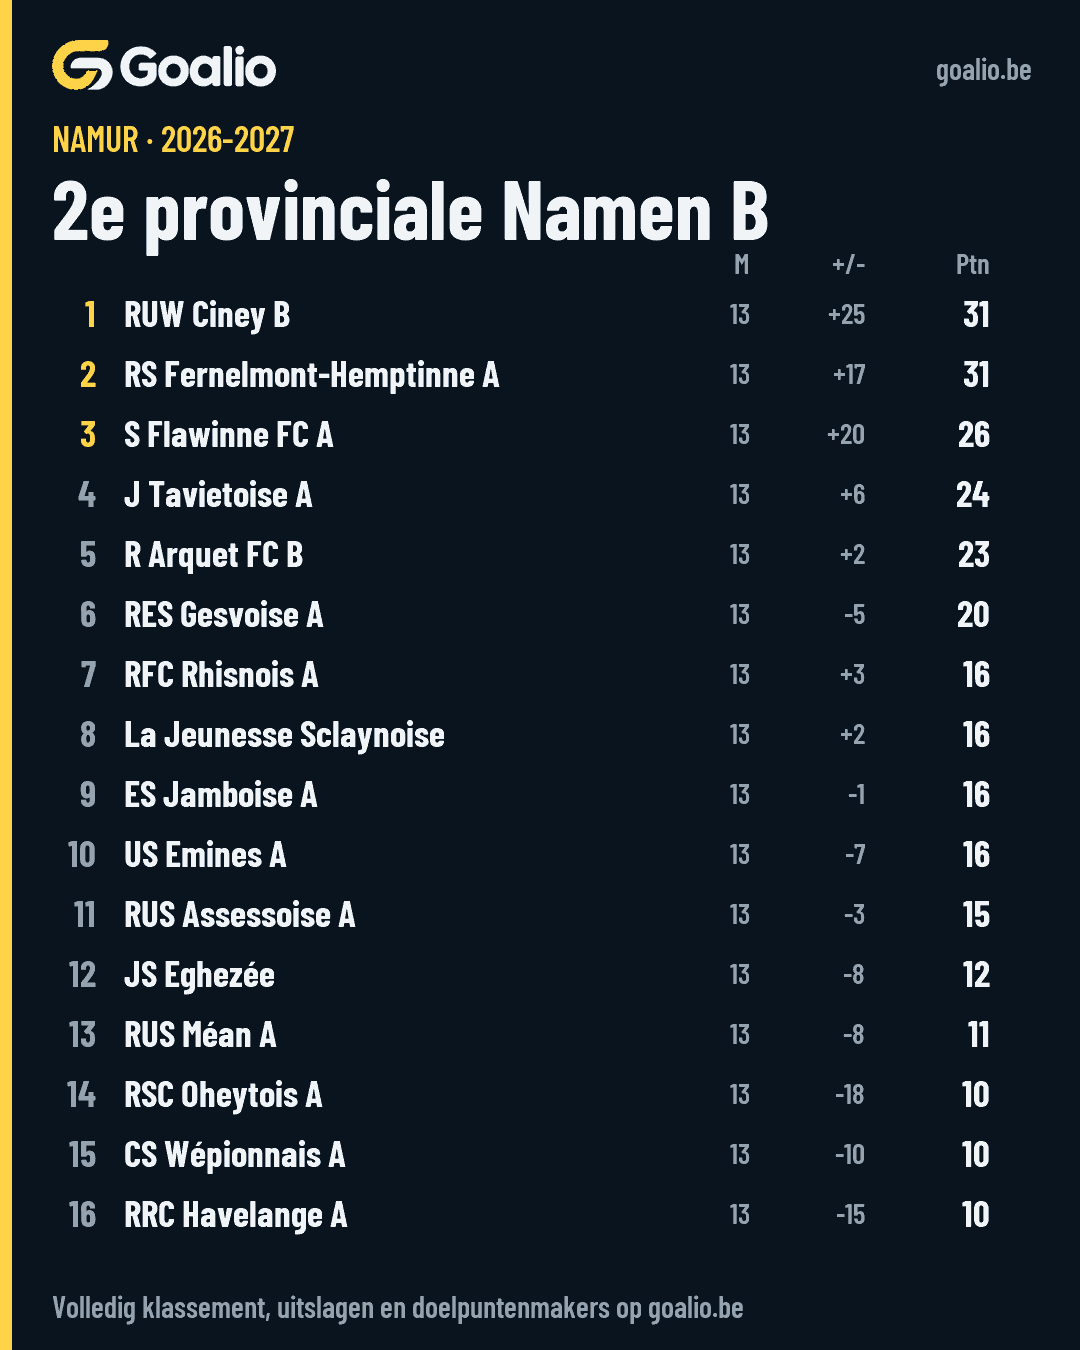 Goalio
goalio.be
NAMUR · 2026-2027
2e provinciale Namen B
M +/- Ptn
1 RUW Ciney B 13 +25 31
2 RS Fernelmont-Hemptinne A 13 +17 31
3 S Flawinne FC A 13 +20 26
4 J Tavietoise A 13 +6 24
5 R Arquet FC B 13 +2 23
6 RES Gesvoise A 13 -5 20
7 RFC Rhisnois A 13 +3 16
8 La Jeunesse Sclaynoise 13 +2 16
9 ES Jamboise A 13 -1 16
10 US Emines A 13 -7 16
11 RUS Assessoise A 13 -3 15
12 JS Eghezée 13 -8 12
13 RUS Méan A 13 -8 11
14 RSC Oheytois A 13 -18 10
15 CS Wépionnais A 13 -10 10
16 RRC Havelange A 13 -15 10
Volledig klassement, uitslagen en doelpuntenmakers op goalio.be